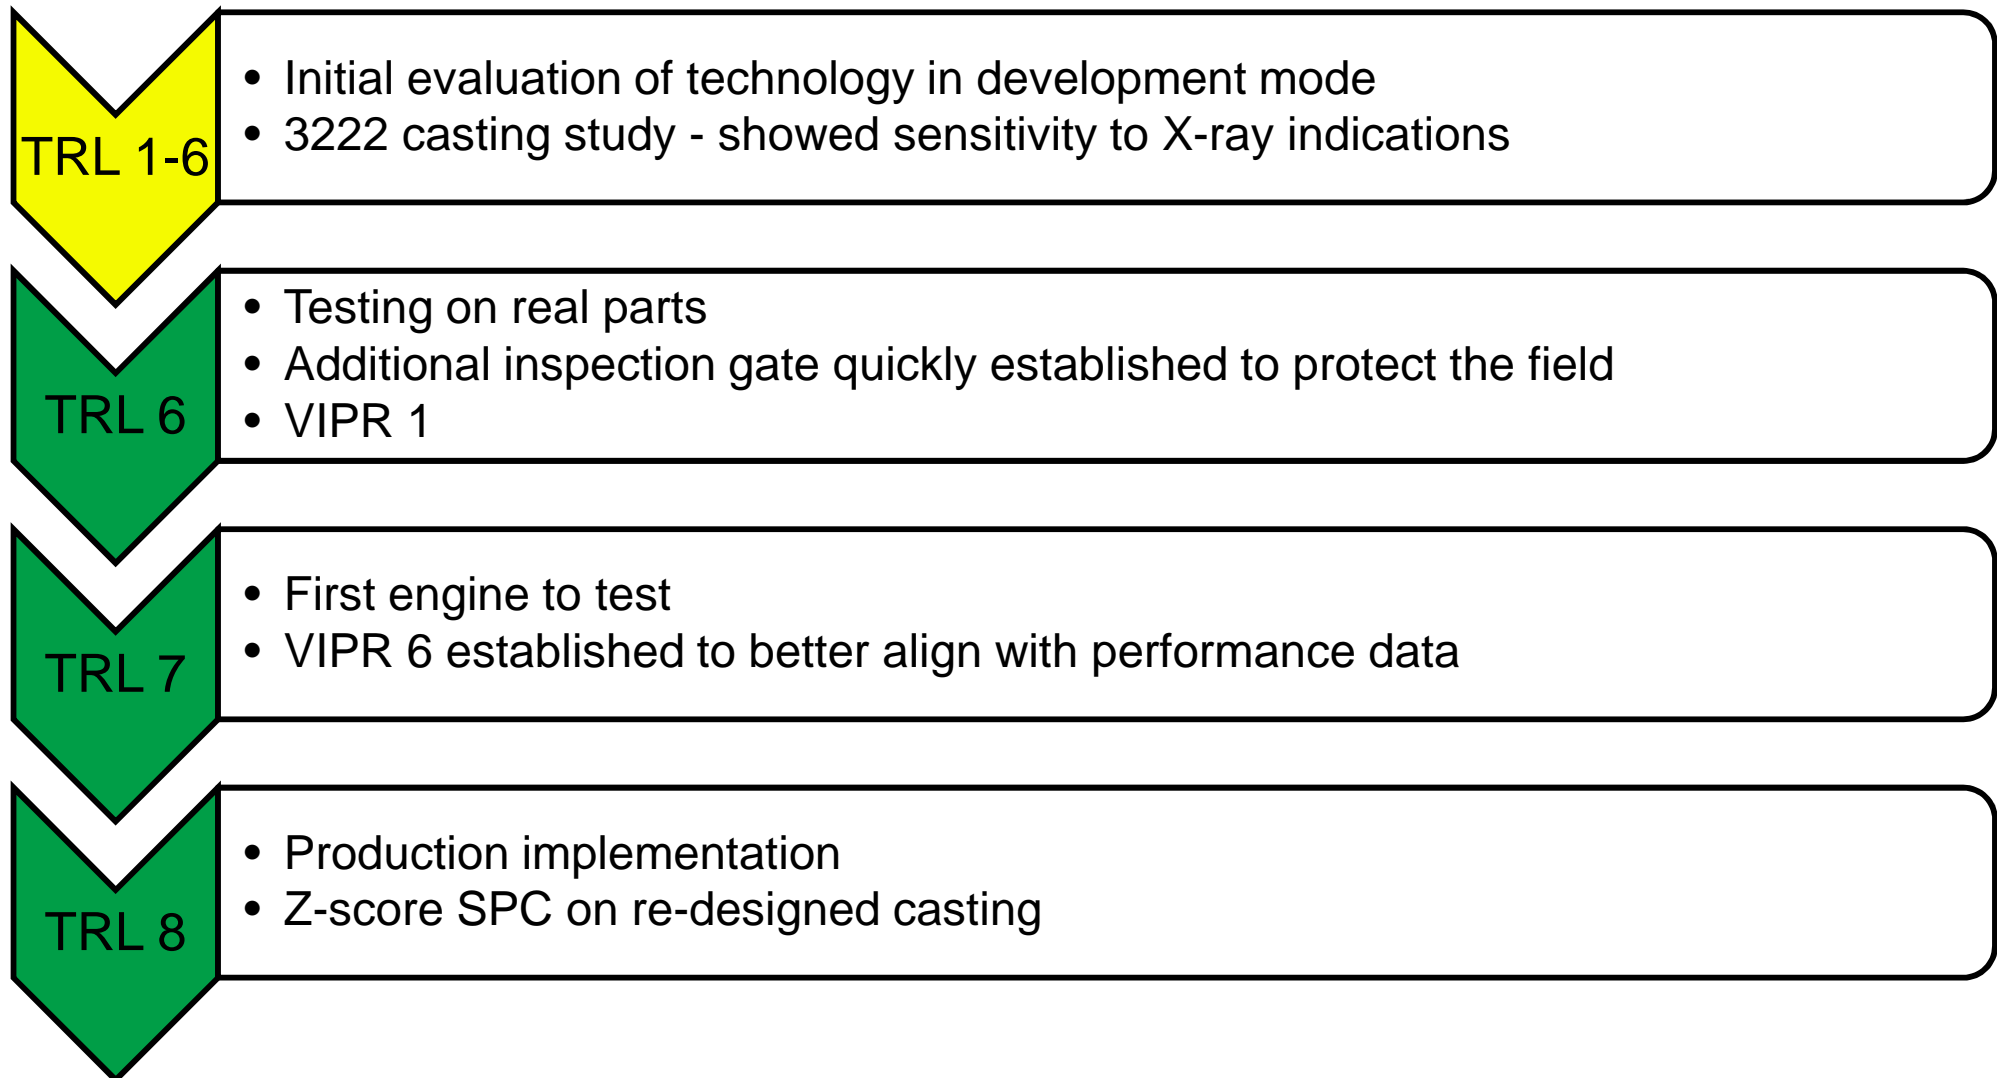 TRL 1-6
• Initial evaluation of technology in development mode
• 3222 casting study - showed sensitivity to X-ray indications
TRL 6
• Testing on real parts
• Additional inspection gate quickly established to protect the field
• VIPR 1
TRL 7
• First engine to test
• VIPR 6 established to better align with performance data
TRL 8
• Production implementation
• Z-score SPC on re-designed casting